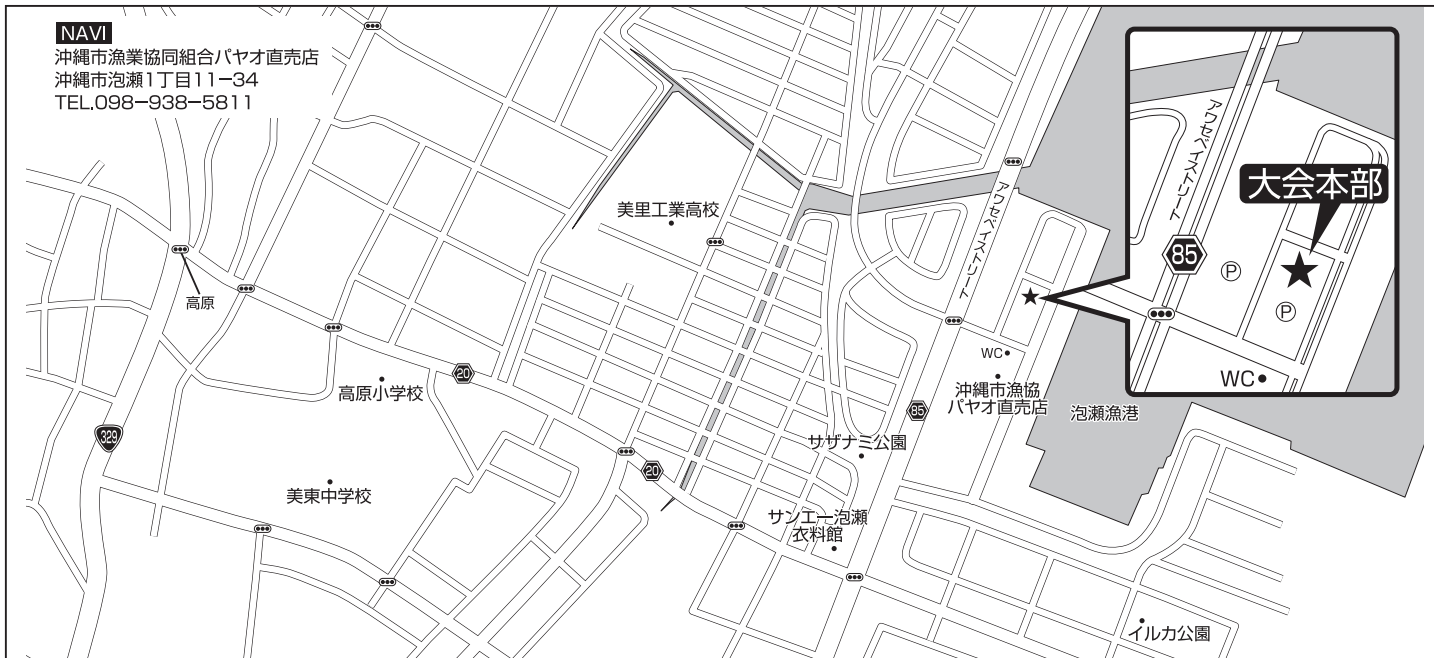 NAVI
沖縄市漁業協同組合パヤオ直売店
沖縄市泡瀬1丁目11−34
TEL.098−938−5811
美里工業高校
アワセベイストリート
高原
20
高原小学校
329
美東中学校
20
WC
沖縄市漁協
パヤオ直売店
85
泡瀬漁港
サザナミ公園
サンエー泡瀬
衣料館
イルカ公園
アワセベイストリート
大会本部
85
P
P
WC